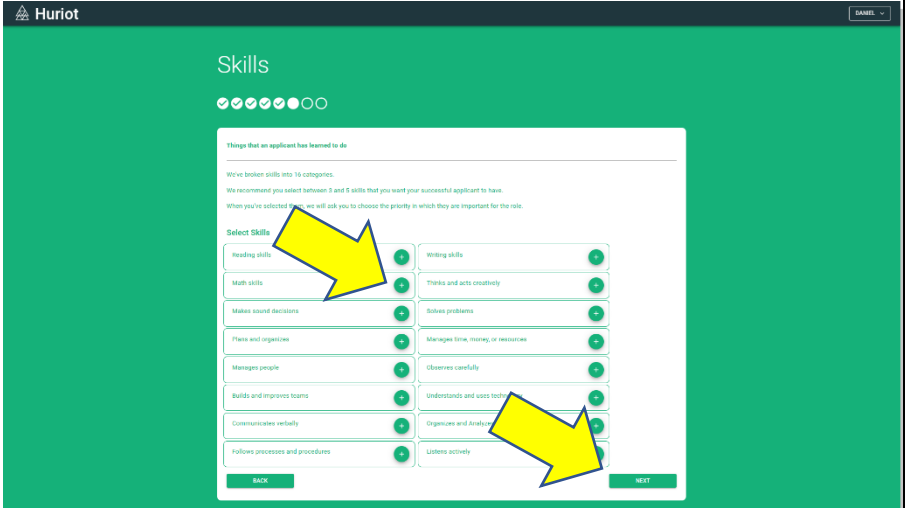 Huriot
DANIEL
Skills
Things that an applicant has learned to do
We've broken skills into 16 categories.
We recommend you select between 3 and 5 skills that you want your successful applicant to have.
When you've selected them, we will ask you to choose the priority in which they are important for the role.
Select Skills
Reading skills
Writing skills
Math skills
Thinks and acts creatively
Makes sound decisions
Solves problems
Plans and organizes
Manages time, money, or resources
Manages people
Observes carefully
Builds and improves teams
Understands and uses
Communicates verbally
Organizes and Analyzes
Follows processes and procedures
Listens actively
BACK
NEXT